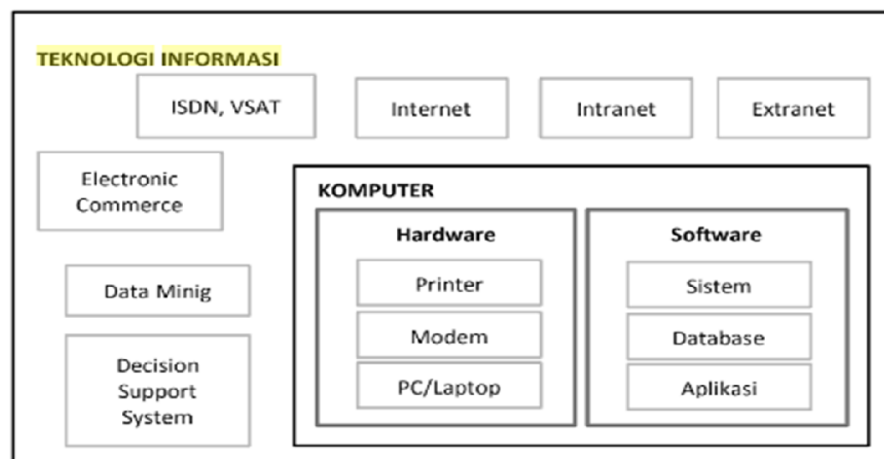 TEKNOLOGI INFORMASI
ISDN, VSAT
Internet
Intranet
Extranet
Electronic
Commerce
Data Minig
Decision
Support
System
KOMPUTER
Hardware
Printer
Modem
PC/Laptop
Software
Sistem
Database
Aplikasi